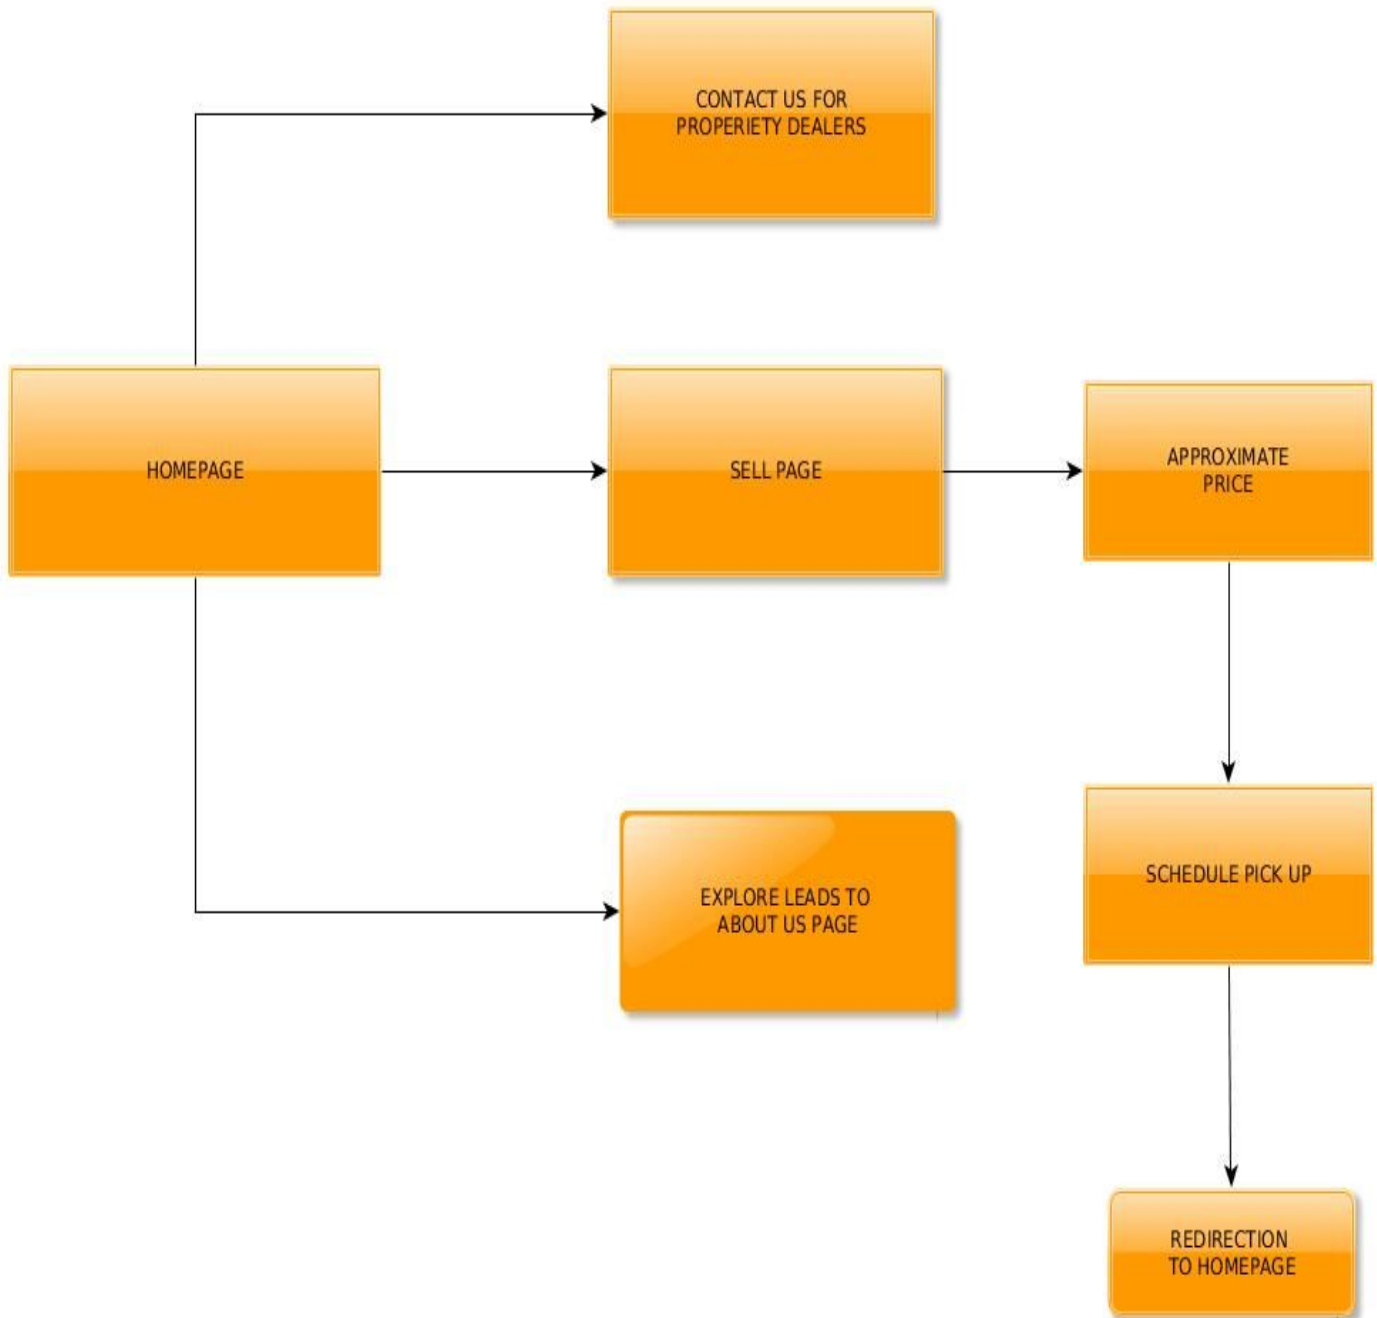 CONTACT US FOR
PROPERIETY DEALERS
HOMEPAGE
SELL PAGE
APPROXIMATE
PRICE
EXPLORE LEADS TO
ABOUT US PAGE
SCHEDULE PICK UP
REDIRECTION
TO HOMEPAGE